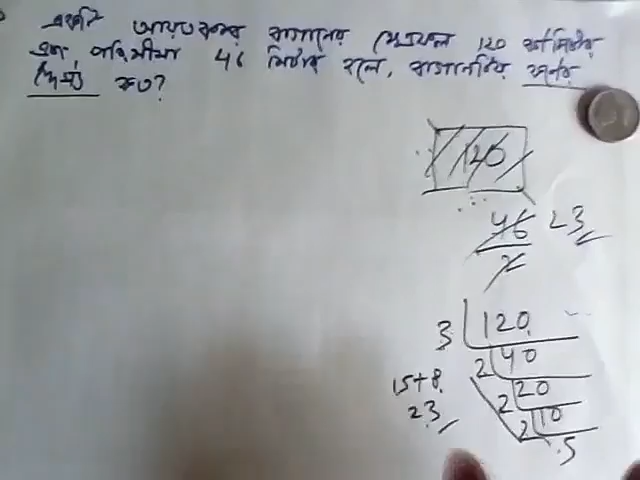 একটি আয়তাকার বাগানের ক্ষেত্রফল 120 বর্গমিটার
এবং পরিসীমা 46 মিটার হলে, বাগানটির কর্ণের
দৈর্ঘ্য কত?
120
46 23
2
3 120
2 40
15+8 2 20
23 2 10
5